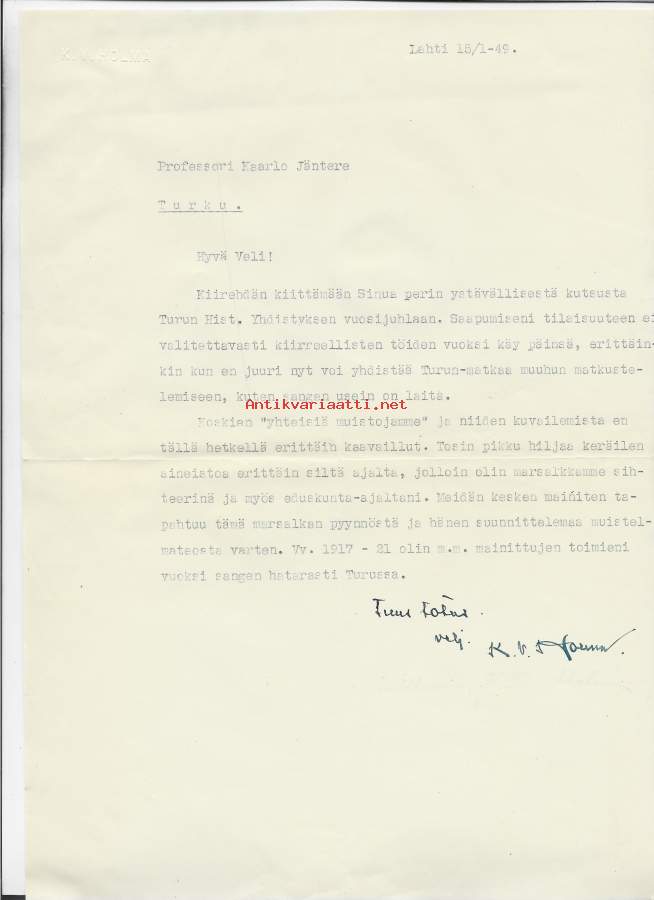 K. V. HOLMA
Lahti 15/1-49.
Professori Kaarlo Jäntere
T u r k u .
Hyvä Veli!
Kiirehdän kiittämään Sinua perin ystävällisestä kutsusta
Turun Hist. Yhdistyksen vuosijuhlaan. Saapumiseni tilaisuuteen ei
valitettavasti kiirreellisten töiden vuoksi käy päinsä, erittäin-
kin kun en juuri nyt voi yhdistää Turun-matkaa muuhun matkuste-
lemiseen, kuten sangen usein on laita.
Antikvariaatti.net
Koskien "yhteisiä muistojamme" ja niiden kuvailemista en
tällä hetkellä erittäin kaavaillut. Tosin pikku hiljaa keräilen
aineistoa erittäin siltä ajalta, jolloin olin marsalkkamme sih-
teerinä ja myös eduskunta-ajaltani. Meidän kesken mainiten ta-
pahtuu tämä marsalkan pyynnöstä ja hänen suunnittelemaa muistel-
mateosta varten. Vv. 1917 - 21 olin m.m. mainittujen toimieni
vuoksi sangen hatarasti Turussa.
velj.
K. V. Holma.